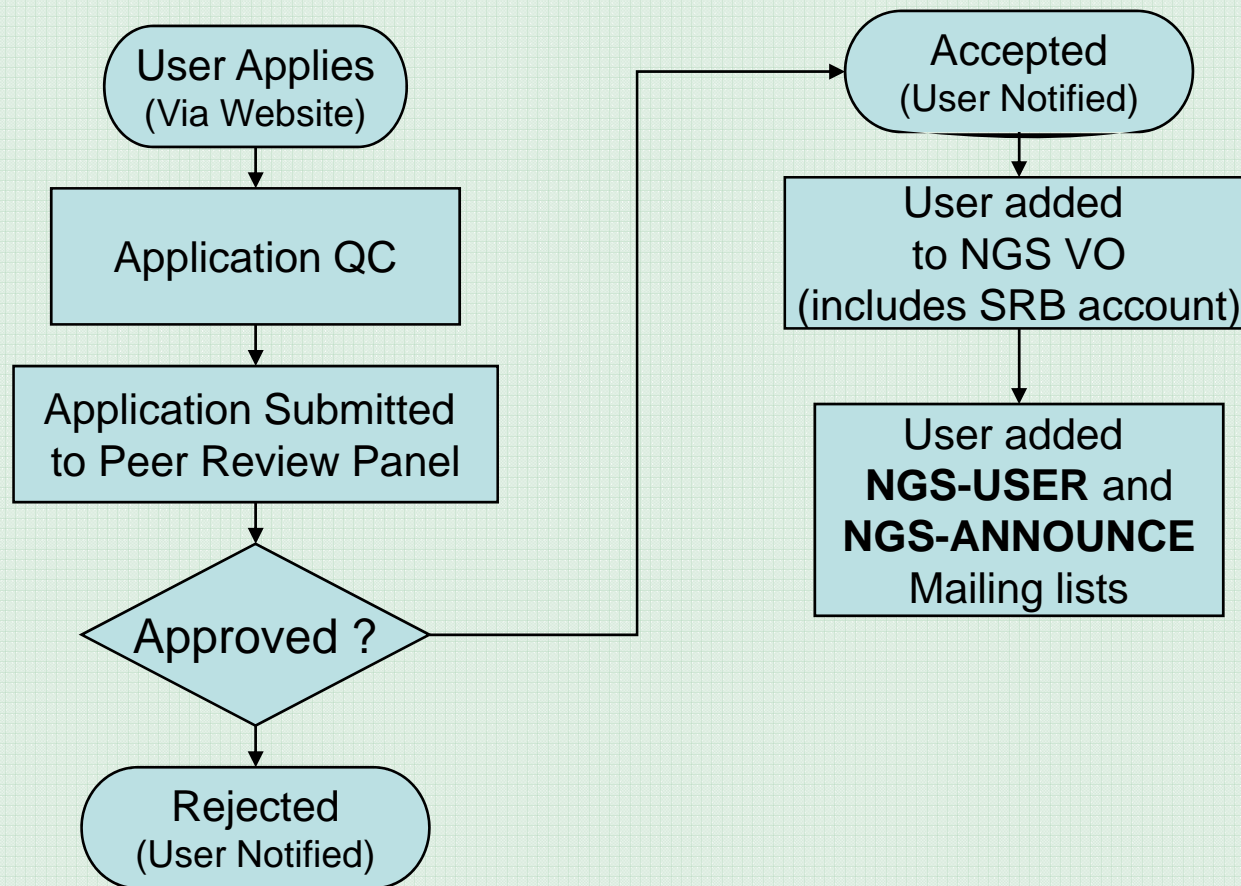 User Applies
(Via Website)
Application QC
Application Submitted
to Peer Review Panel
Approved ?
Rejected
(User Notified)
Accepted
(User Notified)
User added
to NGS VO
(includes SRB account)
User added
NGS-USER and
NGS-ANNOUNCE
Mailing lists